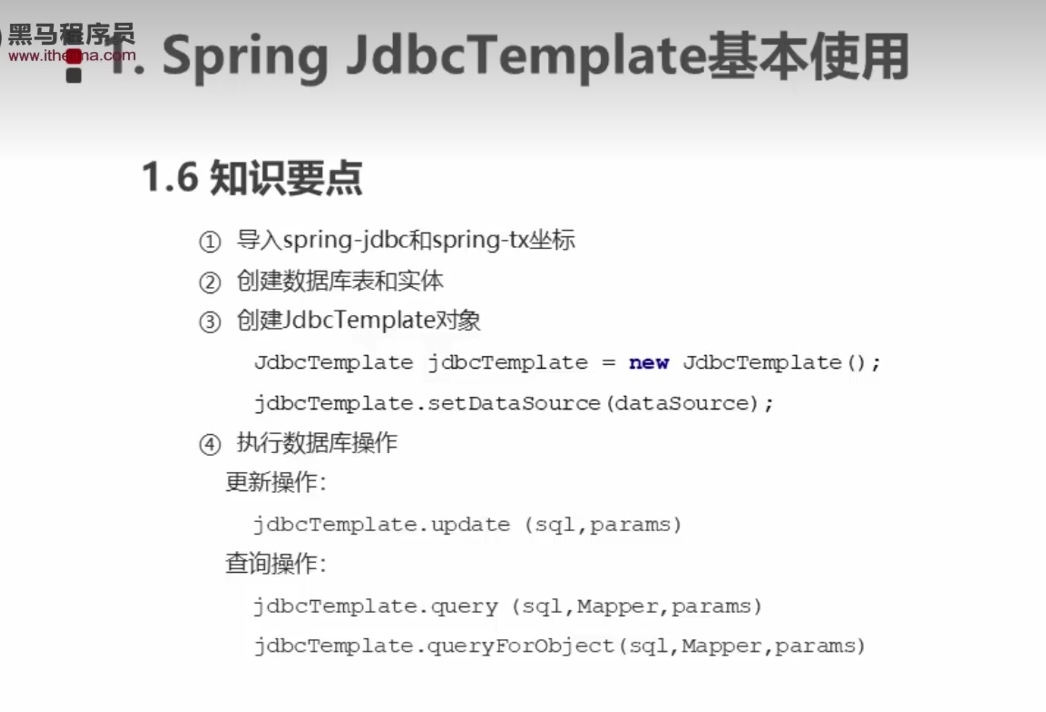 黑马程序员
www.itheima.com
1. Spring JdbcTemplate基本使用
1.6 知识要点
① 导入spring-jdbc和spring-tx坐标
② 创建数据库表和实体
③ 创建JdbcTemplate对象
JdbcTemplate jdbcTemplate = new JdbcTemplate();
jdbcTemplate.setDataSource(dataSource);
④ 执行数据库操作
更新操作：
jdbcTemplate.update (sql,params)
查询操作：
jdbcTemplate.query (sql,Mapper,params)
jdbcTemplate.queryForObject(sql,Mapper,params)